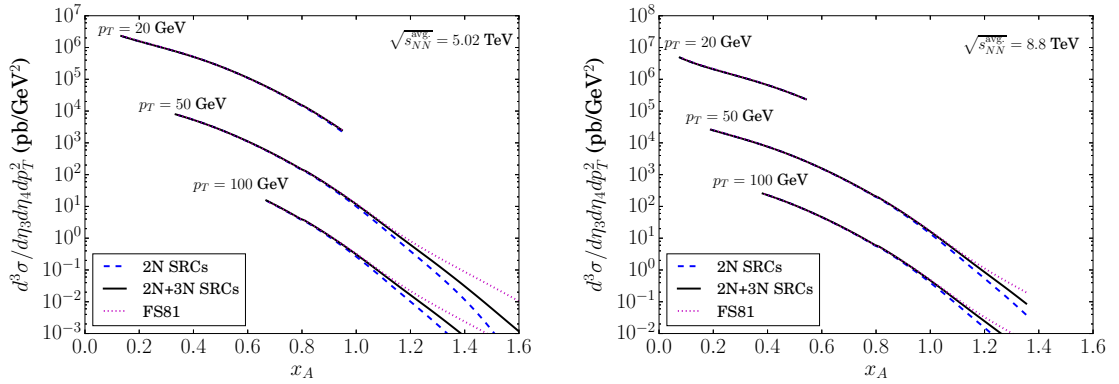 10^7
10^6
10^5
10^4
10^3
10^2
10^1
10^0
10^{-1}
10^{-2}
10^{-3}
d^3σ/dη_3dη_4dp_T^2 (pb/GeV^2)
p_T = 20 GeV
√s_{NN}^{avg.} = 5.02 TeV
p_T = 50 GeV
p_T = 100 GeV
2N SRCs
2N+3N SRCs
FS81
0.0 0.2 0.4 0.6 0.8 1.0 1.2 1.4 1.6
x_A
10^8
10^7
10^6
10^5
10^4
10^3
10^2
10^1
10^0
10^{-1}
10^{-2}
d^3σ/dη_3dη_4dp_T^2 (pb/GeV^2)
p_T = 20 GeV
√s_{NN}^{avg.} = 8.8 TeV
p_T = 50 GeV
p_T = 100 GeV
2N SRCs
2N+3N SRCs
FS81
0.0 0.2 0.4 0.6 0.8 1.0 1.2 1.4 1.6
x_A